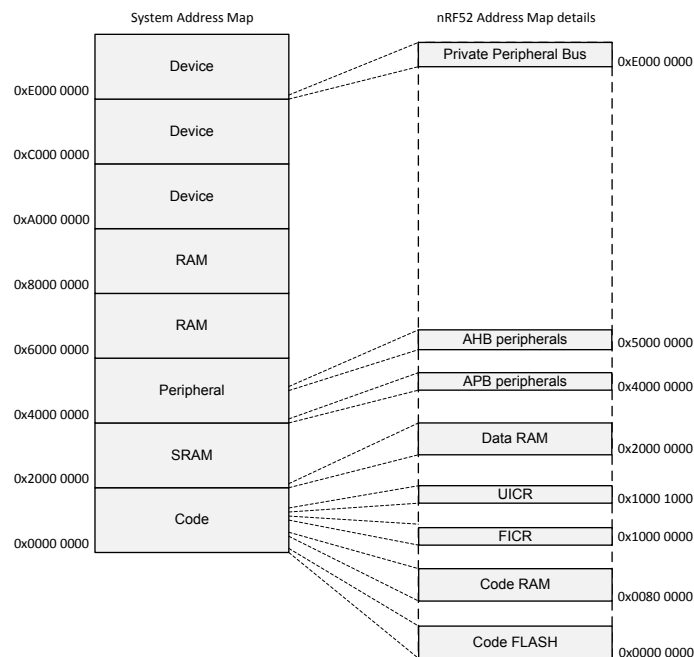 System Address Map
Device
0xE000 0000
Device
0xC000 0000
Device
0xA000 0000
RAM
0x8000 0000
RAM
0x6000 0000
Peripheral
0x4000 0000
SRAM
0x2000 0000
Code
0x0000 0000
nRF52 Address Map details
Private Peripheral Bus
0xE000 0000
AHB peripherals
0x5000 0000
APB peripherals
0x4000 0000
Data RAM
0x2000 0000
UICR
0x1000 1000
FICR
0x1000 0000
Code RAM
0x0080 0000
Code FLASH
0x0000 0000